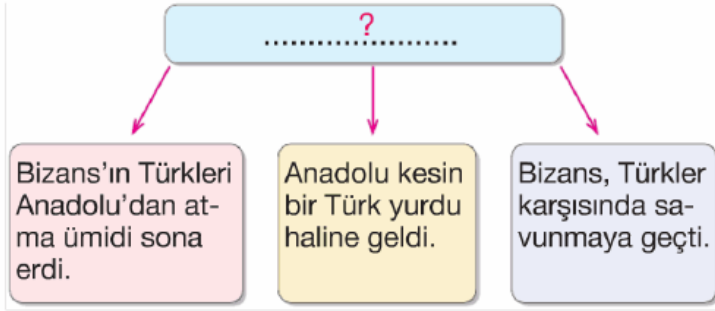 ?
......................
Bizans’ın Türkleri
Anadolu’dan at-
ma ümidi sona
erdi.
Anadolu kesin
bir Türk yurdu
haline geldi.
Bizans, Türkler
karşısında sa-
vunmaya geçti.